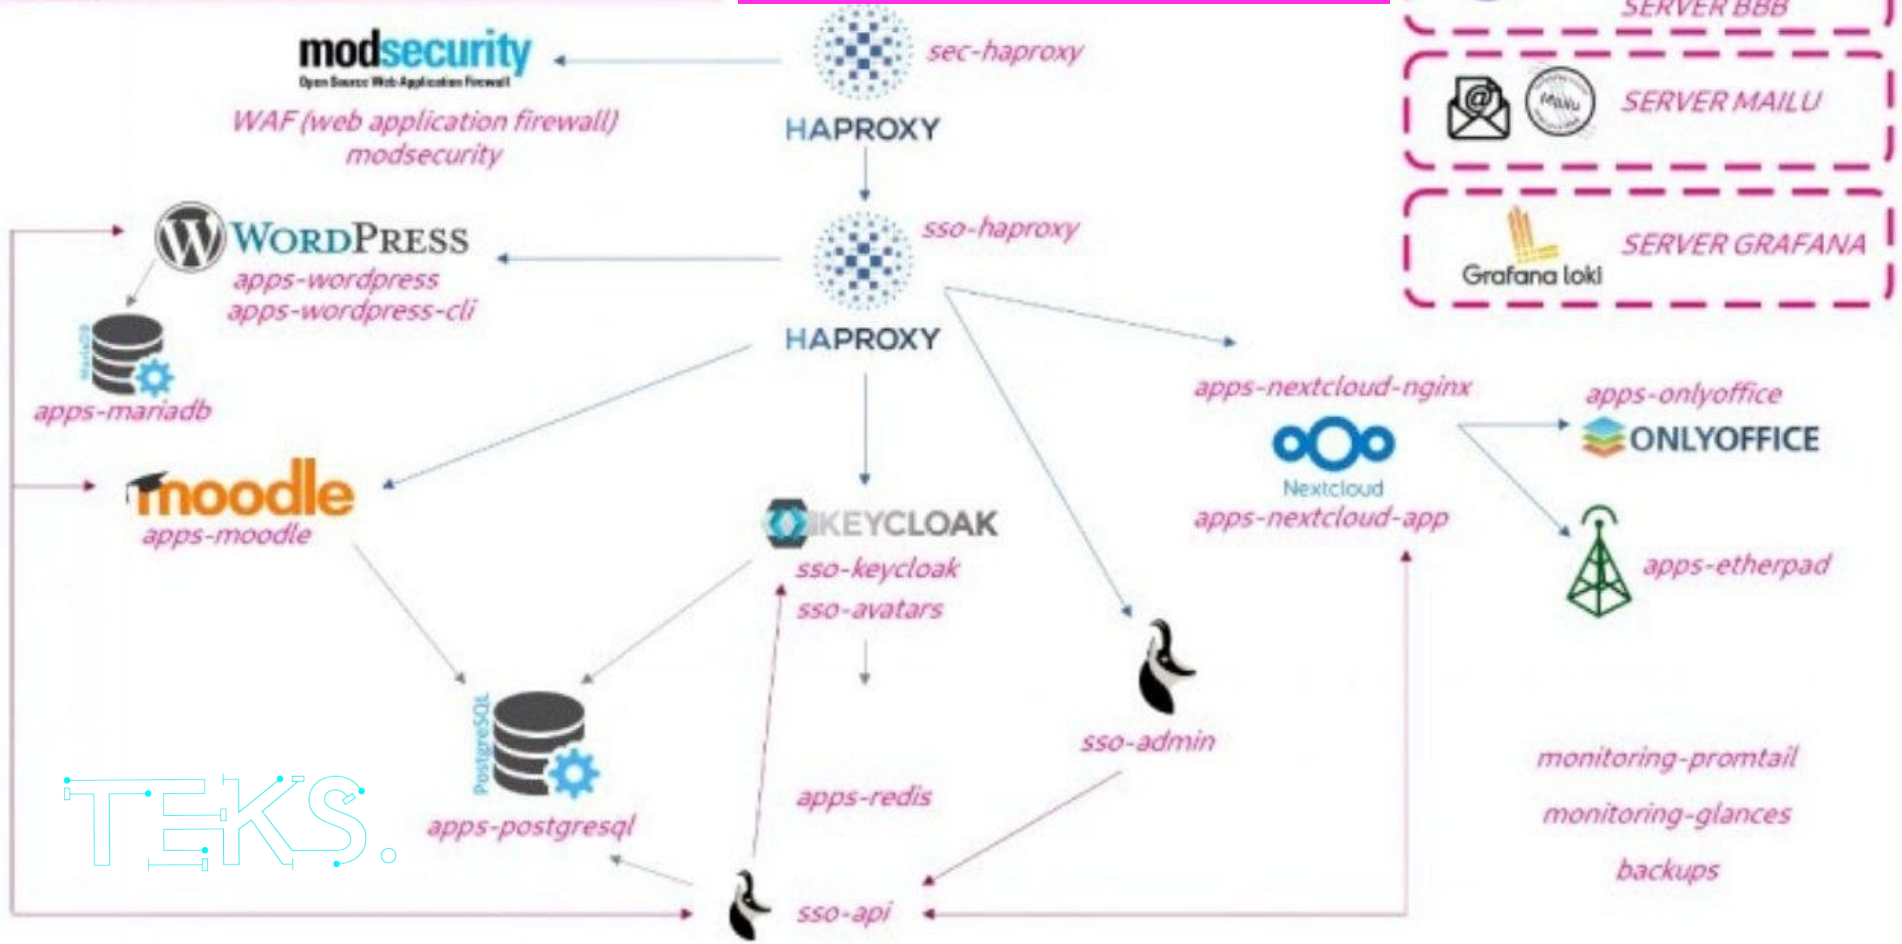 SERVER BBB
modsecurity
Open Source Web Application Firewall
sec-haproxy
HAPROXY
WAF (web application firewall)
modsecurity
SERVER MAILU
Mailu
WORDPRESS
apps-wordpress
apps-wordpress-cli
sso-haproxy
HAPROXY
SERVER GRAFANA
Grafana loki
MariaDB
apps-mariadb
apps-nextcloud-nginx
Nextcloud
apps-nextcloud-app
apps-onlyoffice
ONLYOFFICE
moodle
apps-moodle
KEYCLOAK
sso-keycloak
sso-avatars
apps-etherpad
PostgreSQL
apps-postgresql
apps-redis
sso-admin
sso-api
monitoring-promtail
monitoring-glances
backups
TEKS.